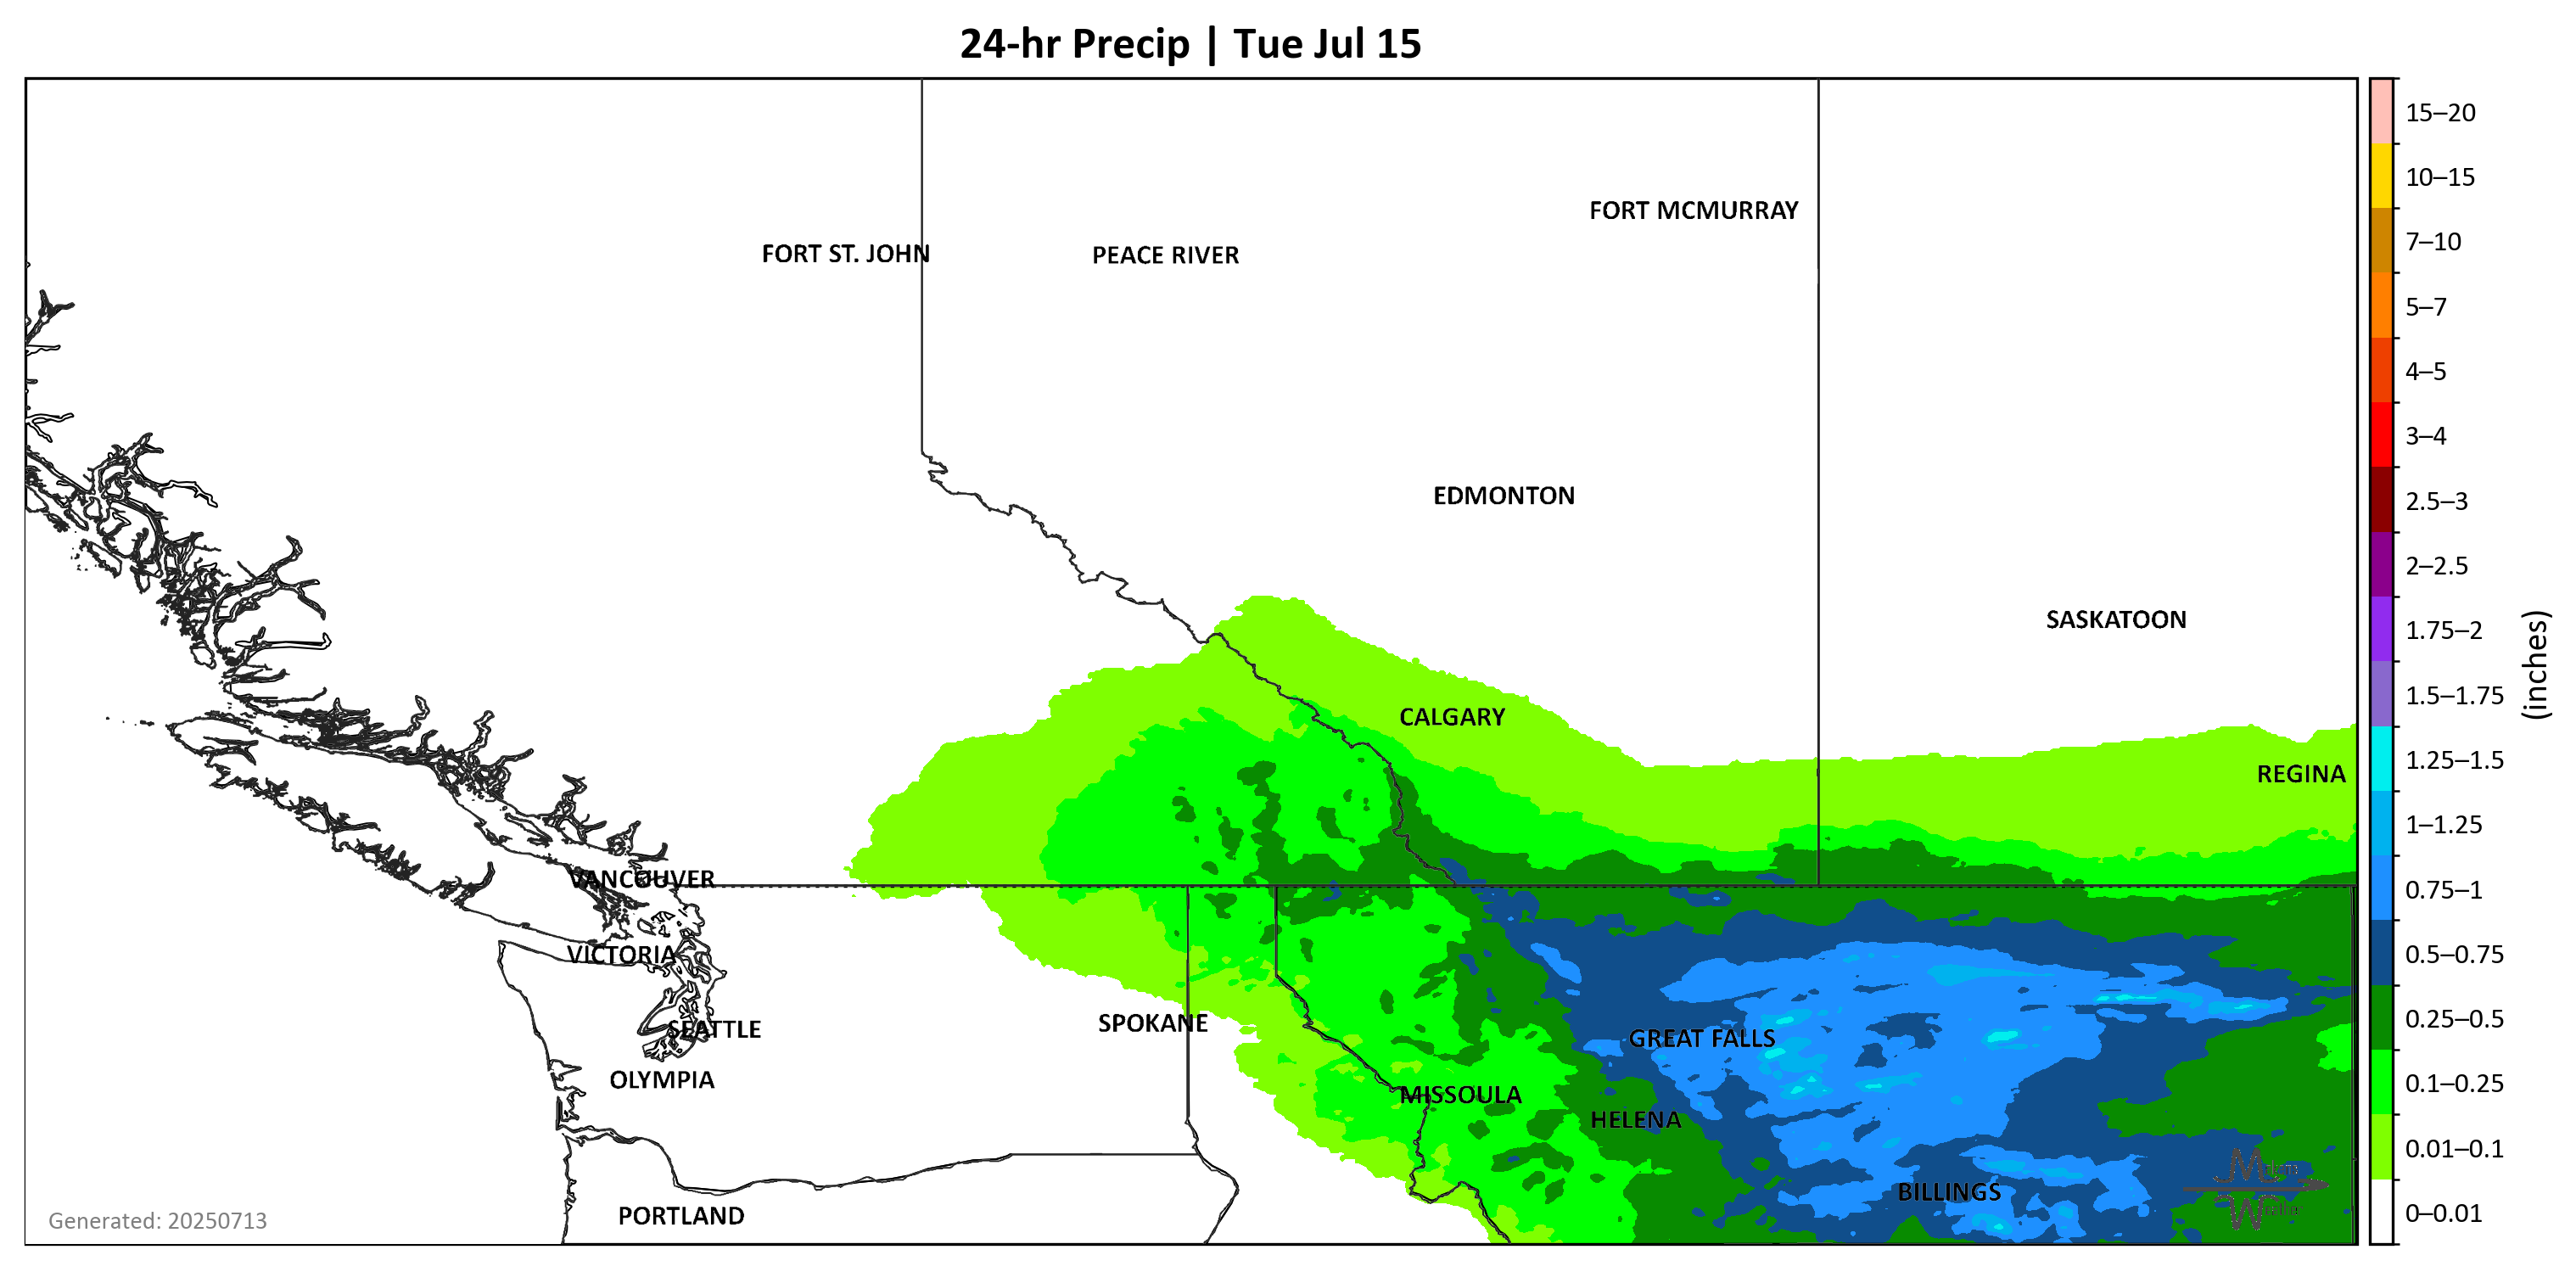 24-hr Precip | Tue Jul 15
15–20
10–15
7–10
5–7
4–5
3–4
2.5–3
2–2.5
1.75–2
1.5–1.75
1.25–1.5
1–1.25
0.75–1
0.5–0.75
0.25–0.5
0.1–0.25
0.01–0.1
0–0.01
(inches)
FORT MCMURRAY
FORT ST. JOHN
PEACE RIVER
EDMONTON
SASKATOON
CALGARY
REGINA
VANCOUVER
VICTORIA
SPOKANE
SEATTLE
GREAT FALLS
OLYMPIA
MISSOULA
HELENA
BILLINGS
PORTLAND
Generated: 20250713